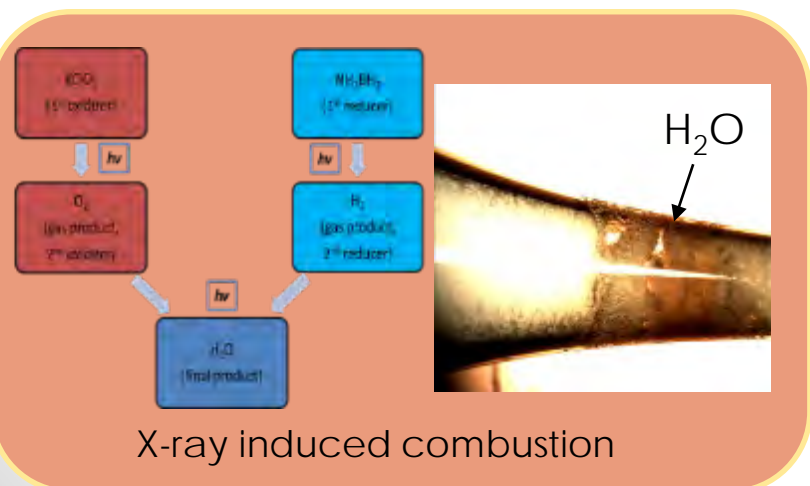 (1st oxidizer)
NH3BH3
(1st reducer)
hv
hv
O2
(gas product,
2nd oxidizer)
H2
(gas product,
2nd reducer)
hv
H2O
(final product)
H2O
X-ray induced combustion